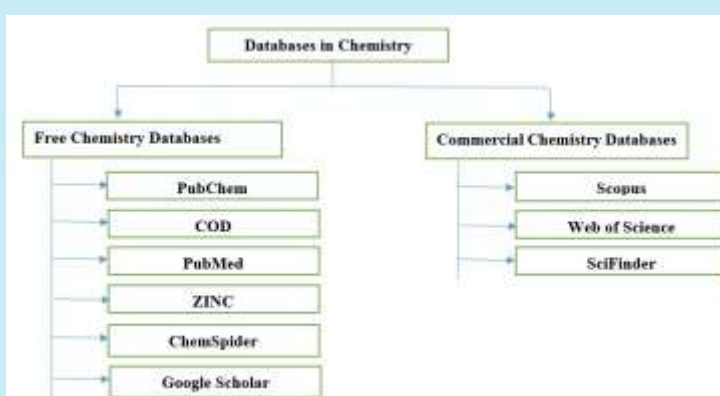 Databases in Chemistry
Free Chemistry Databases
PubChem
COD
PubMed
ZINC
ChemSpider
Google Scholar
Commercial Chemistry Databases
Scopus
Web of Science
SciFinder